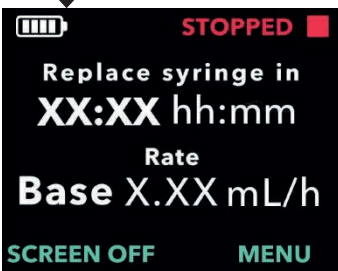 STOPPED
Replace syringe in
XX:XX hh:mm
Rate
Base X.XX mL/h
SCREEN OFF MENU